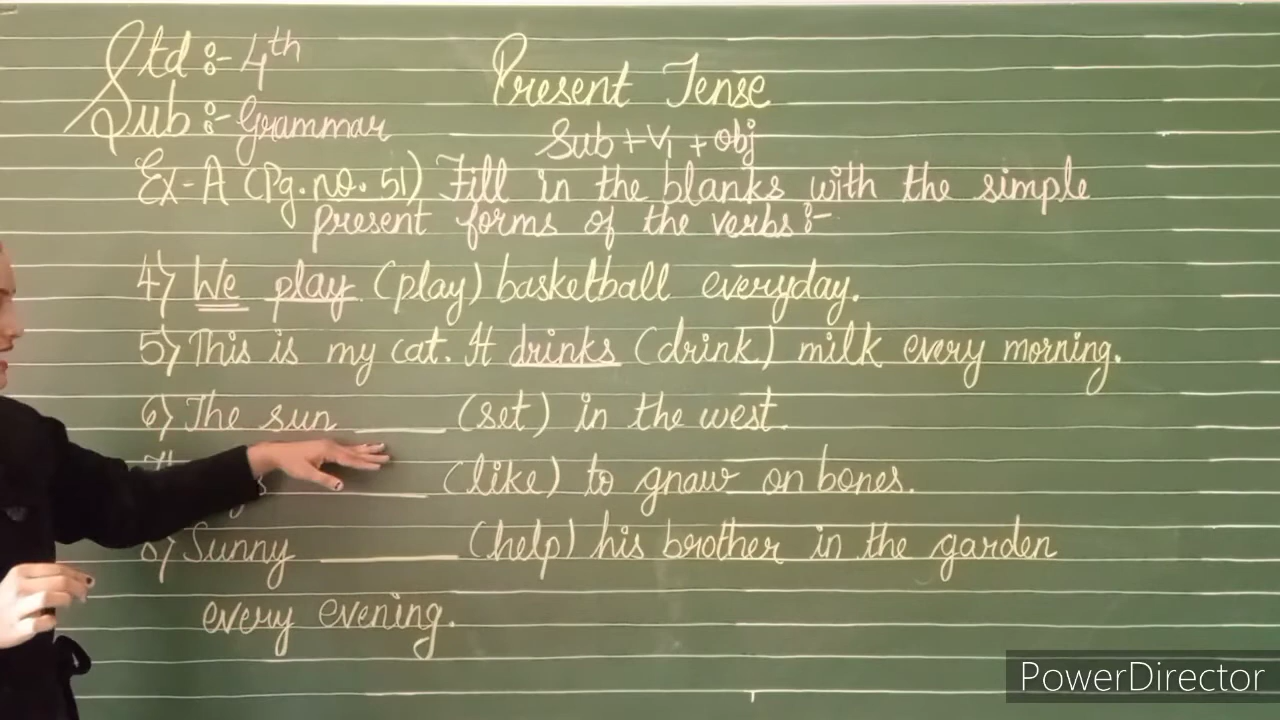 Std :- 4th
Present Tense
Sub :- Grammar
Sub + V1 + Obj
Ex-A (Pg. no. 51) Fill in the blanks with the simple
present forms of the verbs :-
4) We play (play) basketball everyday.
5) This is my cat. It drinks (drink) milk every morning.
6) The sun ____ (set) in the west.
____ (like) to gnaw on bones.
8) Sunny ____ (help) his brother in the garden
every evening.
PowerDirector